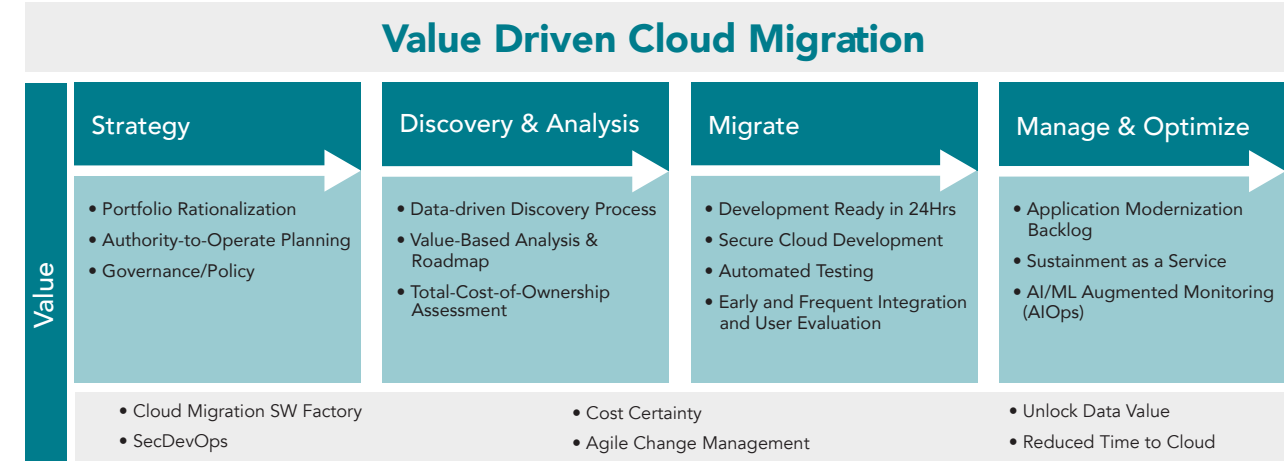 Value Driven Cloud Migration
Value
Strategy
• Portfolio Rationalization
• Authority-to-Operate Planning
• Governance/Policy
Discovery & Analysis
• Data-driven Discovery Process
• Value-Based Analysis &
Roadmap
• Total-Cost-of-Ownership
Assessment
Migrate
• Development Ready in 24Hrs
• Secure Cloud Development
• Automated Testing
• Early and Frequent Integration
and User Evaluation
Manage & Optimize
• Application Modernization
Backlog
• Sustainment as a Service
• AI/ML Augmented Monitoring
(AIOps)
• Cloud Migration SW Factory
• SecDevOps
• Cost Certainty
• Agile Change Management
• Unlock Data Value
• Reduced Time to Cloud